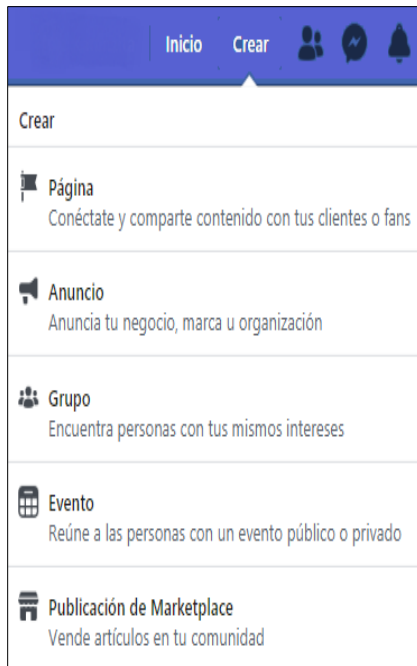 Inicio Crear
Crear
Página
Conéctate y comparte contenido con tus clientes o fans
Anuncio
Anuncia tu negocio, marca u organización
Grupo
Encuentra personas con tus mismos intereses
Evento
Reúne a las personas con un evento público o privado
Publicación de Marketplace
Vende artículos en tu comunidad